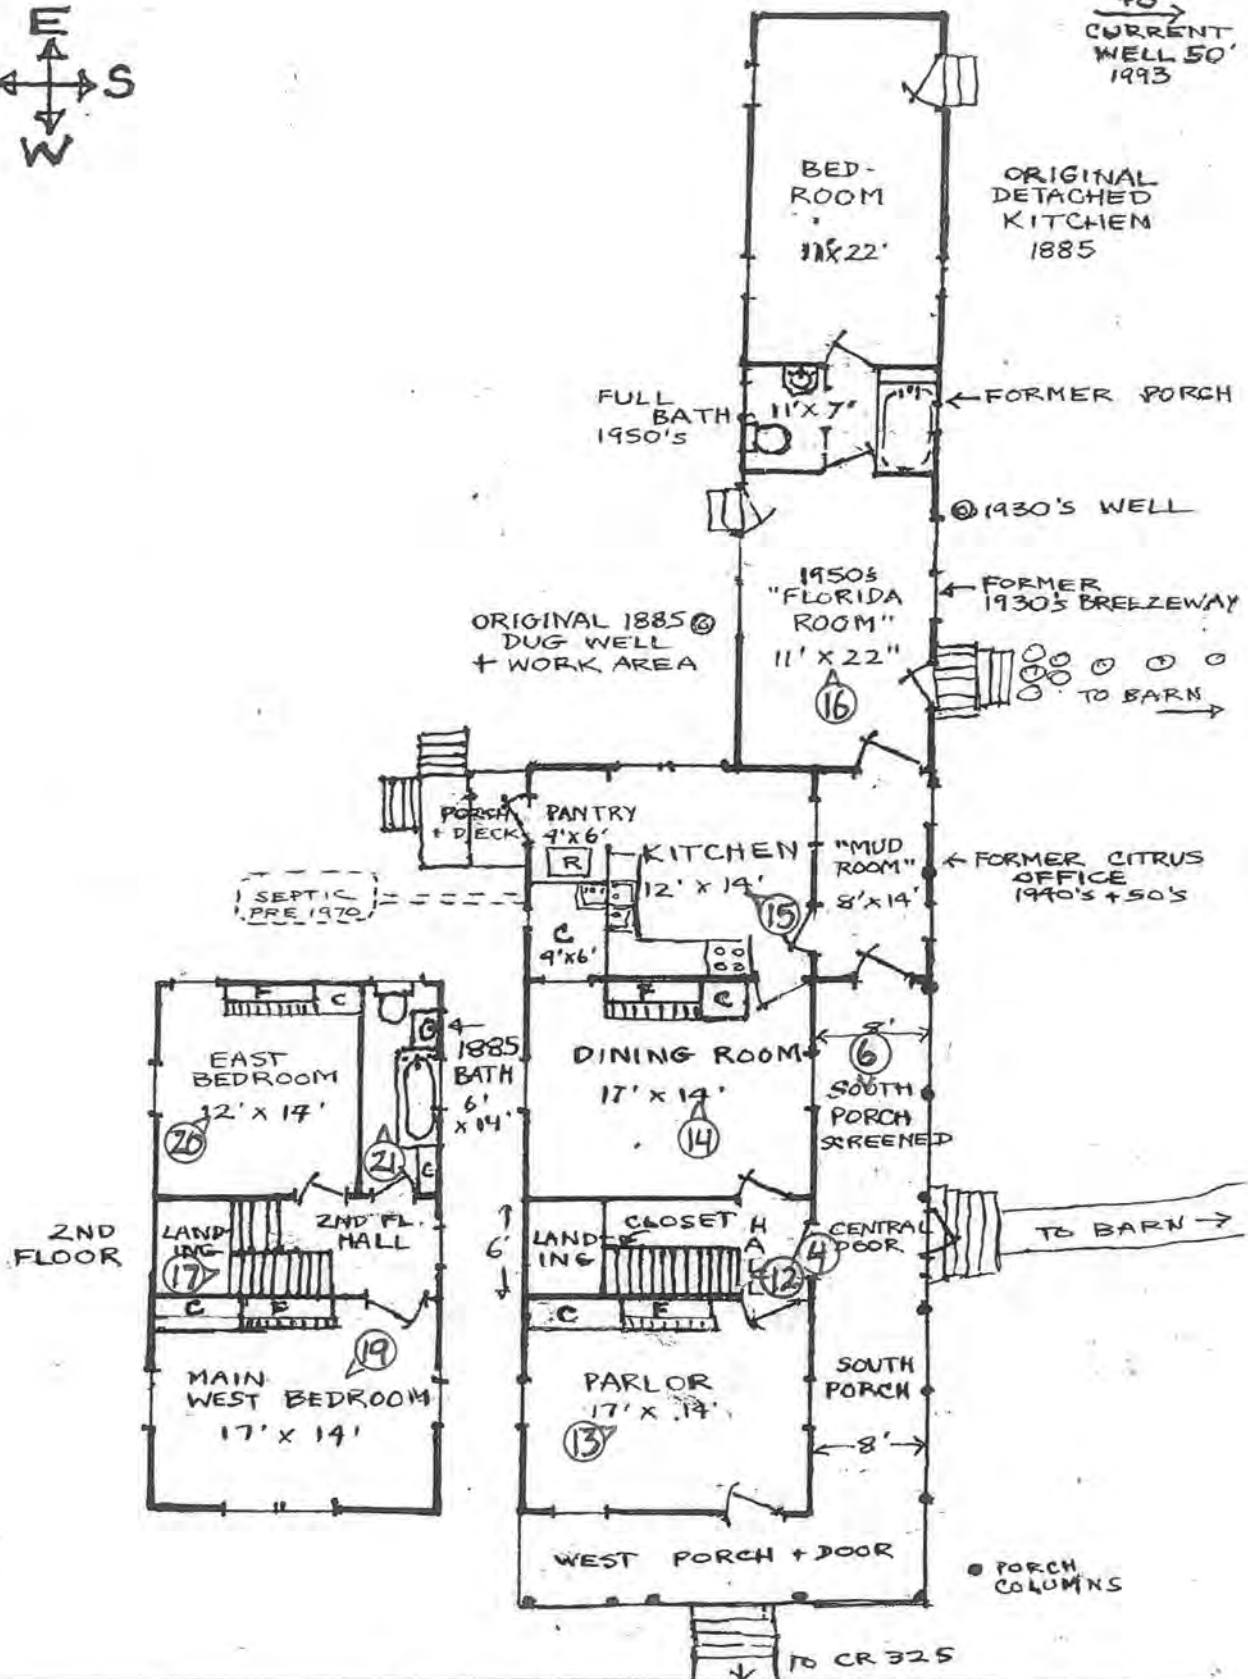 E
S
W
TO
CURRENT
WELL 50'
1993
BED-
ROOM
11'x22'
ORIGINAL
DETACHED
KITCHEN
1885
FULL
BATH
1950's
11'x7'
FORMER PORCH
1930's WELL
1950s
"FLORIDA
ROOM"
11' x 22"
16
FORMER
1930's BREEZEWAY
ORIGINAL 1885
DUG WELL
+ WORK AREA
TO BARN
PORCH
+ DECK
PANTRY
4'x6'
R
KITCHEN
12' x 14'
15
"MUD
ROOM"
8'x14'
FORMER CITRUS
OFFICE
1940's + 50's
SEPTIC
PRE 1970
C
4'x6'
F
C
DINING ROOM
17' x 14'
14
8'
6
SOUTH
PORCH
SCREENED
F
C
EAST
BEDROOM
12' x 14'
20
21
C
1885
BATH
6'
x 14'
2ND
FLOOR
LAND-
ING
17
2ND FL.
HALL
C
F
19
MAIN
WEST BEDROOM
17' x 14'
6'
LAND-
ING
CLOSET
HALL
12
4
CENTRAL
DOOR
TO BARN
C
F
PARLOR
17' x 14'
13
SOUTH
PORCH
8'
WEST PORCH + DOOR
PORCH
COLUMNS
TO CR 325